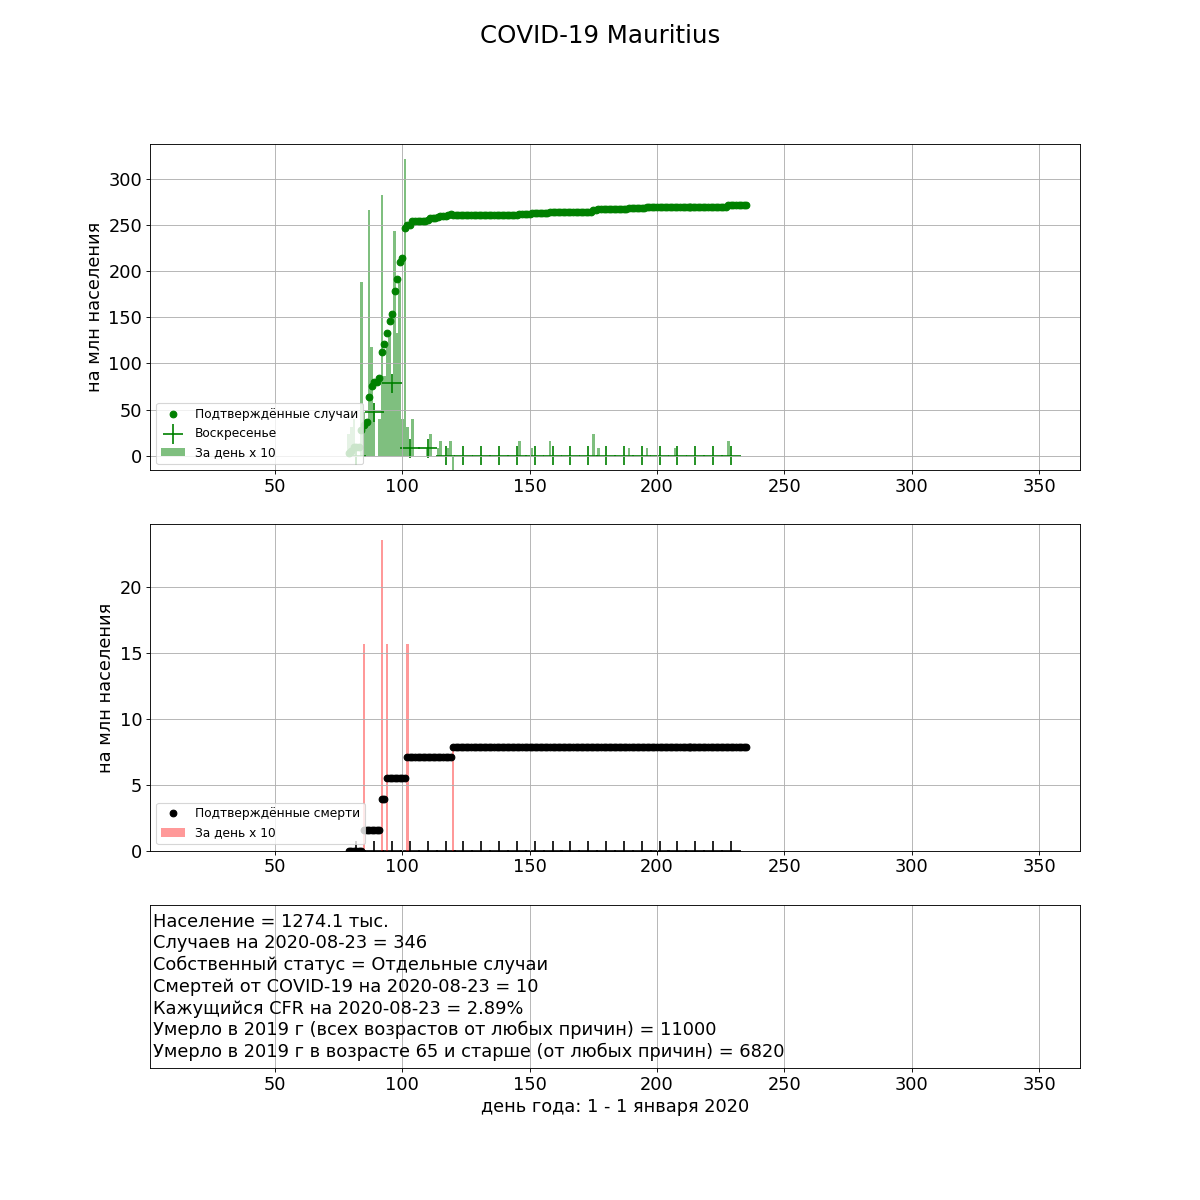 COVID-19 Mauritius
300
250
200
150
100
50
0
на млн населения
Подтверждённые случаи
Воскресенье
За день x 10
50 100 150 200 250 300 350
20
15
10
5
0
на млн населения
Подтверждённые смерти
За день x 10
50 100 150 200 250 300 350
Население = 1274.1 тыс.
Случаев на 2020-08-23 = 346
Собственный статус = Отдельные случаи
Смертей от COVID-19 на 2020-08-23 = 10
Кажущийся CFR на 2020-08-23 = 2.89%
Умерло в 2019 г (всех возрастов от любых причин) = 11000
Умерло в 2019 г в возрасте 65 и старше (от любых причин) = 6820
50 100 150 200 250 300 350
день года: 1 - 1 января 2020